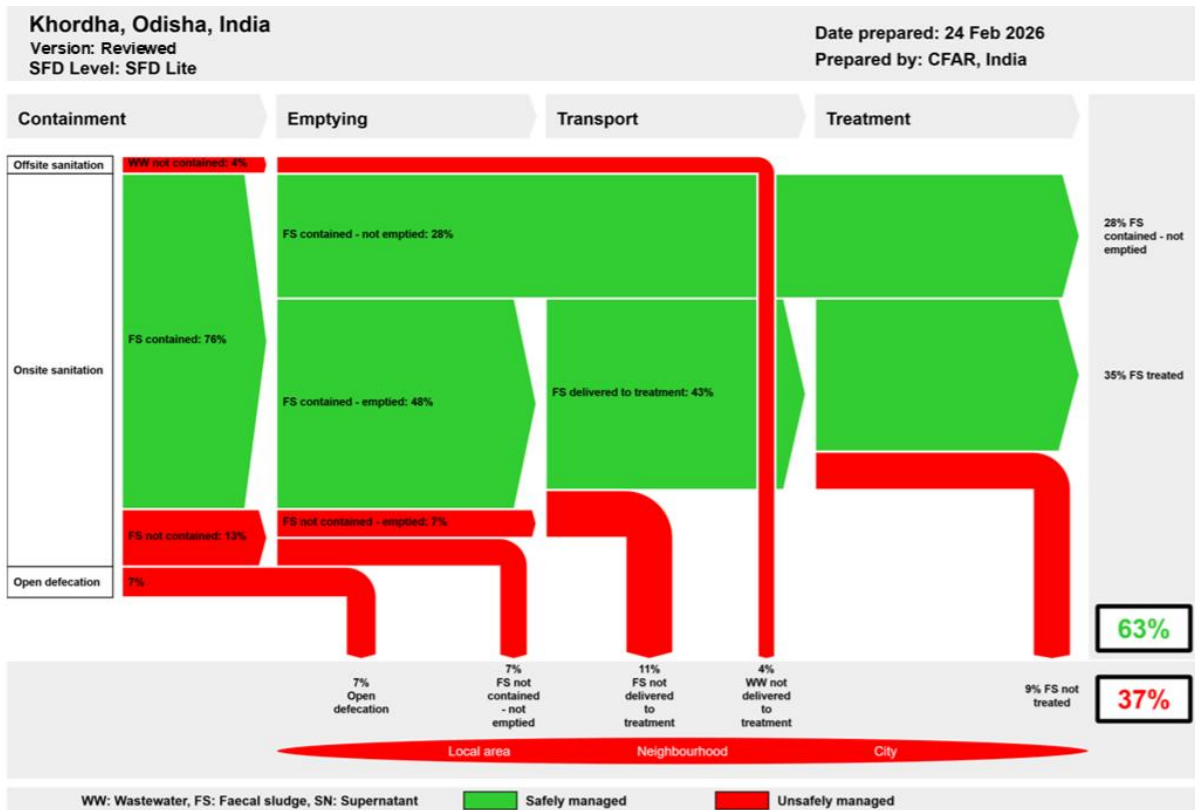 Khordha, Odisha, India
Version: Reviewed
SFD Level: SFD Lite
Date prepared: 24 Feb 2026
Prepared by: CFAR, India
Containment
Emptying
Transport
Treatment
Offsite sanitation
WW not contained: 4%
FS contained - not emptied: 28%
28% FS
contained - not
emptied
Onsite sanitation
FS contained: 76%
FS contained - emptied: 48%
FS delivered to treatment: 43%
35% FS treated
FS not contained: 13%
FS not contained - emptied: 7%
Open defecation
7%
63%
7%
Open
defecation
7%
FS not
contained
- not
emptied
11%
FS not
delivered
to
treatment
4%
WW not
delivered
to
treatment
9% FS not
treated
37%
Local area
Neighbourhood
City
WW: Wastewater, FS: Faecal sludge, SN: Supernatant
Safely managed
Unsafely managed